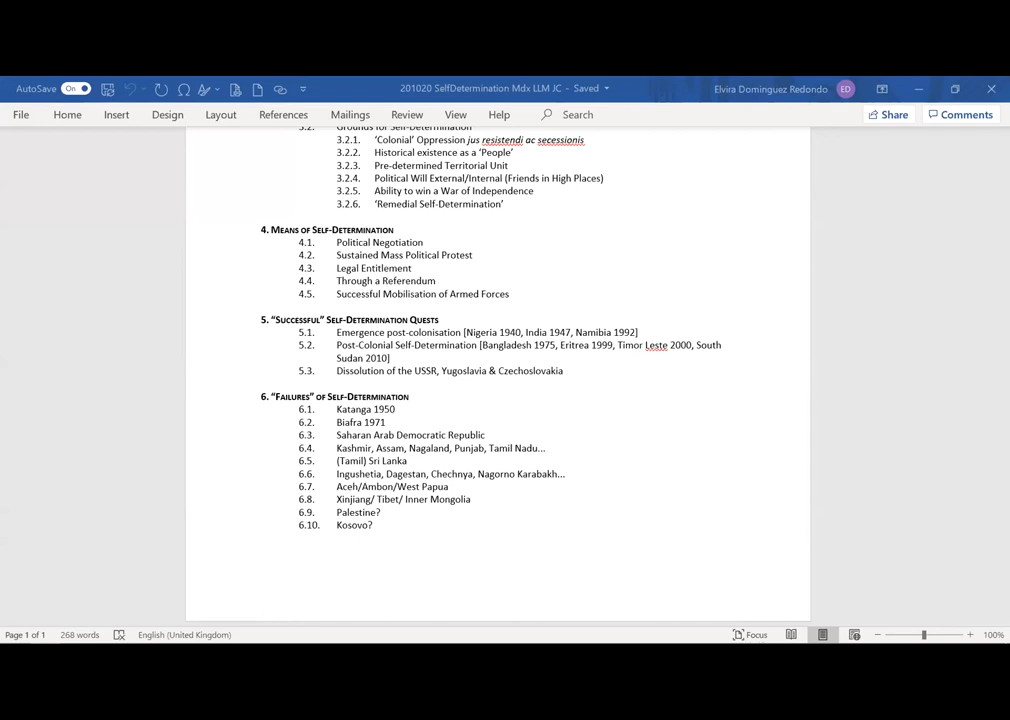 AutoSave On 201020 SelfDetermination Mdx LLM JC - Saved Elvira Dominguez Redondo ED
File Home Insert Design Layout References Mailings Review View Help Search Share Comments
3.2. Grounds for Self-Determination
3.2.1. ‘Colonial’ Oppression jus resistendi ac secessionis
3.2.2. Historical existence as a ‘People’
3.2.3. Pre-determined Territorial Unit
3.2.4. Political Will External/Internal (Friends in High Places)
3.2.5. Ability to win a War of Independence
3.2.6. ‘Remedial Self-Determination’
4. MEANS OF SELF-DETERMINATION
4.1. Political Negotiation
4.2. Sustained Mass Political Protest
4.3. Legal Entitlement
4.4. Through a Referendum
4.5. Successful Mobilisation of Armed Forces
5. “SUCCESSFUL” SELF-DETERMINATION QUESTS
5.1. Emergence post-colonisation [Nigeria 1940, India 1947, Namibia 1992]
5.2. Post-Colonial Self-Determination [Bangladesh 1975, Eritrea 1999, Timor Leste 2000, South
Sudan 2010]
5.3. Dissolution of the USSR, Yugoslavia & Czechoslovakia
6. “FAILURES” OF SELF-DETERMINATION
6.1. Katanga 1950
6.2. Biafra 1971
6.3. Saharan Arab Democratic Republic
6.4. Kashmir, Assam, Nagaland, Punjab, Tamil Nadu...
6.5. (Tamil) Sri Lanka
6.6. Ingushetia, Dagestan, Chechnya, Nagorno Karabakh...
6.7. Aceh/Ambon/West Papua
6.8. Xinjiang/ Tibet/ Inner Mongolia
6.9. Palestine?
6.10. Kosovo?
Page 1 of 1 268 words English (United Kingdom) Focus 100%